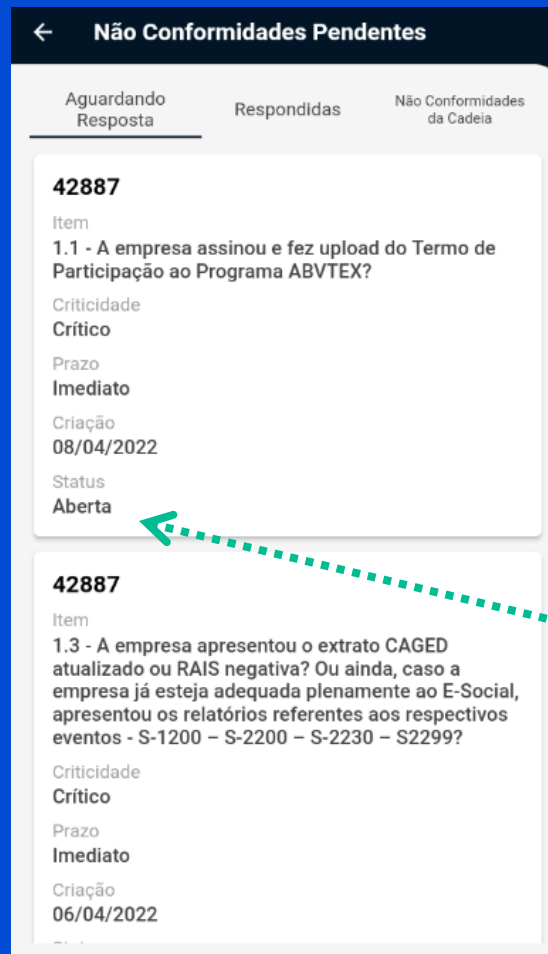 Não Conformidades Pendentes
Aguardando
Resposta
Respondidas
Não Conformidades
da Cadeia
42887
Item
1.1 - A empresa assinou e fez upload do Termo de
Participação ao Programa ABVTEX?
Criticidade
Crítico
Prazo
Imediato
Criação
08/04/2022
Status
Aberta
42887
Item
1.3 - A empresa apresentou o extrato CAGED
atualizado ou RAIS negativa? Ou ainda, caso a
empresa já esteja adequada plenamente ao E-Social,
apresentou os relatórios referentes aos respectivos
eventos - S-1200 – S-2200 – S-2230 – S2299?
Criticidade
Crítico
Prazo
Imediato
Criação
06/04/2022